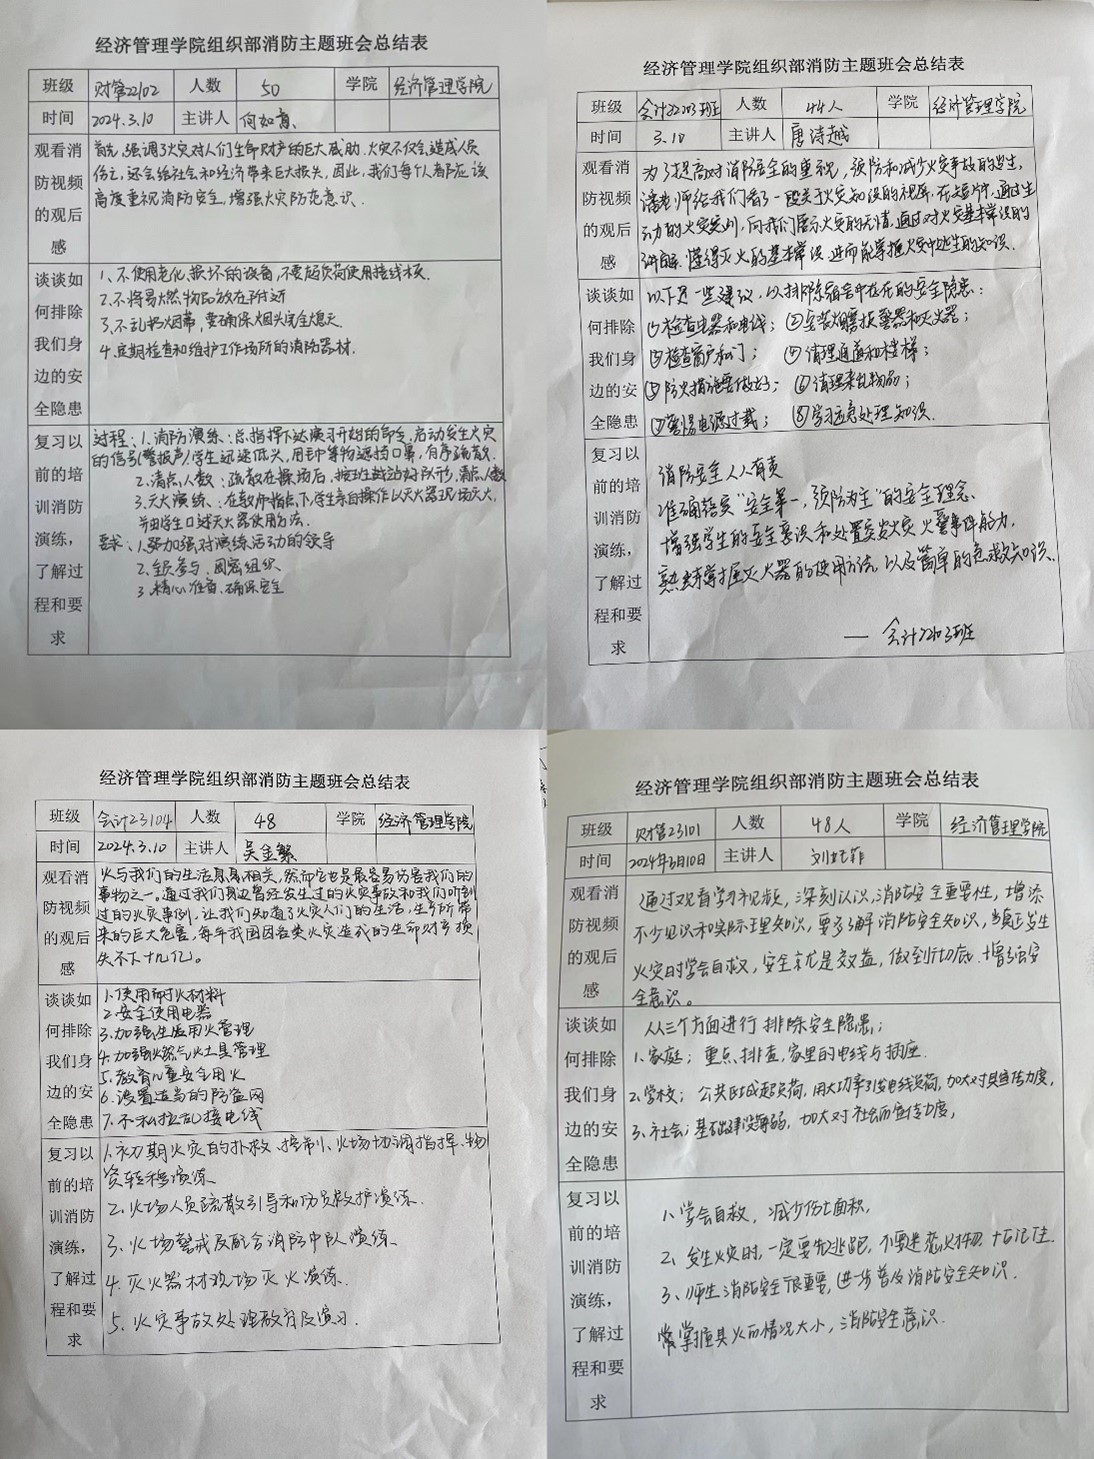 经济管理学院组织部消防主题班会总结表
班级 财管22102 人数 50 学院 经济管理学院
时间 2024.3.10 主讲人 何如意
观看消防视频的观后感
首先,强调了火灾对人们生命财产的巨大威胁,火灾不仅会造成人员
伤亡,还会给社会和经济带来巨大损失,因此,我们每个人都应该
高度重视消防安全,增强火灾防范意识.
谈谈如何排除我们身边的安全隐患
1、不使用老化、损坏的设备,不要超负荷使用接线板.
2.不将易燃物品放在附近
3.不乱扔烟蒂,要确保烟头完全熄灭.
4.定期检查和维护工作场所的消防器材.
复习以前的培训消防演练,了解过程和要求
过程:1.消防演练:总指挥下达演习开始的命令,启动发生火灾
的信号(警报声).学生迅速低头,用手巾等物遮挡口鼻,有序疏散.
2.清点人数:疏散在操场后,按班级站好队形,清点人数
3.灭火演练:在教师指点下,学生亲自操作以灭火器现场灭火,
并由学生口述灭火器使用方法.
要求:1.要加强对演练活动的领导
2.全员参与、周密组织、
3.精心准备、确保安全
经济管理学院组织部消防主题班会总结表
班级 会计22203班 人数 44人 学院 经济管理学院
时间 3.10 主讲人 唐诗越
观看消防视频的观后感
为了提高对消防安全的重视,预防和减少火灾事故的发生,
潘老师给我们看了一段关于火灾知识的视屏.在短片中,通过生
动的火灾案例,向我们展示火灾的无情,通过对火灾基本常识的
讲解.懂得灭火的基本常识,进而能掌握火灾中逃生的知识.
谈谈如何排除我们身边的安全隐患
以下是一些建议,以排除宿舍中存在的安全隐患:
①检查电器和电线; ②安装烟雾报警器和灭火器;
③检查窗户和门; ④清理通道和楼梯;
⑤防火措施要做好; ⑥清理杂乱物品;
⑦警惕电源过载; ⑧学习应急处理知识.
复习以前的培训消防演练,了解过程和要求
消防安全人人有责
准确落实“安全第一,预防为主”的安全理念
增强学生的安全意识和处置突发火灾火警事件能力.
熟练掌握灭火器的使用方法,以及简单的急救知识.
— 会计2203班
经济管理学院组织部消防主题班会总结表
班级 会计23104 人数 48 学院 经济管理学院
时间 2024.3.10 主讲人 吴金繁
观看消防视频的观后感
火与我们的生活息息相关,然而它也是最容易伤害我们的
事物之一。通过我们身边曾经发生过的火灾事故和我们听到
过的火灾事例,让我们知道了火灾人们的生活,生产所带
来的巨大危害,每年我国因各类火灾造成的生命财产损
失不下十几亿。
谈谈如何排除我们身边的安全隐患
1.使用耐火材料
2.安全使用电器
3.加强生活用火管理
4.加强燃气火土具管理
5.教育儿童安全用火
6.设置适当的防盗网
7.不私拉乱接电线
复习以前的培训消防演练,了解过程和要求
1.初期火灾的扑救、控制、火场协调指挥、物
资转移演练
2.火场人员疏散引导和伤员救护演练.
3.火场警戒及配合消防中队演练.
4.灭火器材现场灭火演练.
5.火灾事故处理教育及演习.
经济管理学院组织部消防主题班会总结表
班级 财管23101 人数 48人 学院 经济管理学院
时间 2024年3月10日 主讲人 刘菲
观看消防视频的观后感
通过观看学习视频,深刻认识消防安全重要性,增添
不少见识和实际理知识,要多了解消防安全知识,当真正发生
火灾时学会自救,安全就是效益,做到彻底.增强安
全意识。
谈谈如何排除我们身边的安全隐患
从三个方面进行排除安全隐患;
1、家庭;重点、排查,家里的电线与插座.
2、学校;公共区域超负荷,用大功率引发电线负荷,加大对其宣传力度,
3、社会;基础建设薄弱,加大对社会面宣传力度,
复习以前的培训消防演练,了解过程和要求
1、学会自救,减少伤亡面积,
2、发生火灾时,一定要先逃跑,不要迷恋火场,切记住.
3、师生消防安全很重要,进一步普及消防安全知识.
掌握其火的情况大小,消防安全意识.